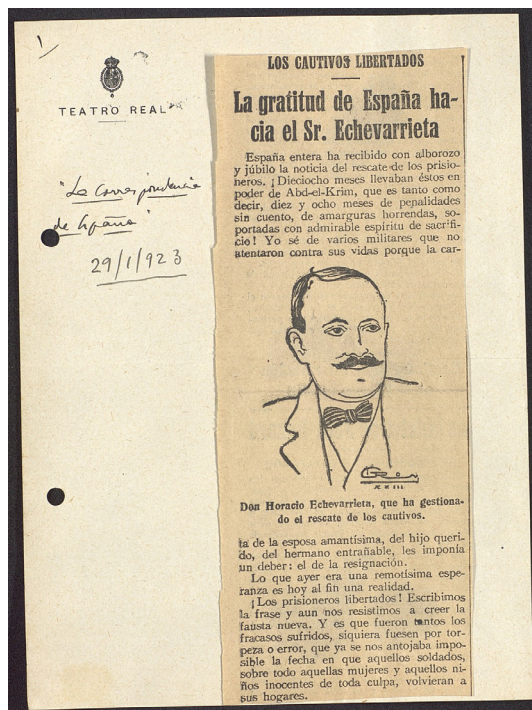 TEATRO REAL
"La Correspondencia
de España"
29/1/923
LOS CAUTIVOS LIBERTADOS
La gratitud de España ha-
cia el Sr. Echevarrieta
España entera ha recibido con alborozo
y júbilo la noticia del rescate de los prisio-
neros. ¡Dieciocho meses llevaban éstos en
poder de Abd-el-Krim, que es tanto como
decir, diez y ocho meses de penalidades
sin cuento, de amarguras horrendas, so-
portadas con admirable espíritu de sacrifi-
cio! Yo sé de varios militares que no
atentaron contra sus vidas porque la car-
Don Horacio Echevarrieta, que ha gestiona-
do el rescate de los cautivos.
ta de la esposa amantísima, del hijo queri-
do, del hermano entrañable, les imponía
un deber: el de la resignación.
Lo que ayer era una remotísima espe-
ranza es hoy al fin una realidad.
¡Los prisioneros libertados! Escribimos
la frase y aun nos resistimos a creer la
fausta nueva. Y es que fueron tantos los
fracasos sufridos, siquiera fuesen por tor-
peza o error, que ya se nos antojaba impo-
sible la fecha en que aquellos soldados,
sobre todo aquellas mujeres y aquellos ni-
ños inocentes de toda culpa, volvieran a
sus hogares.